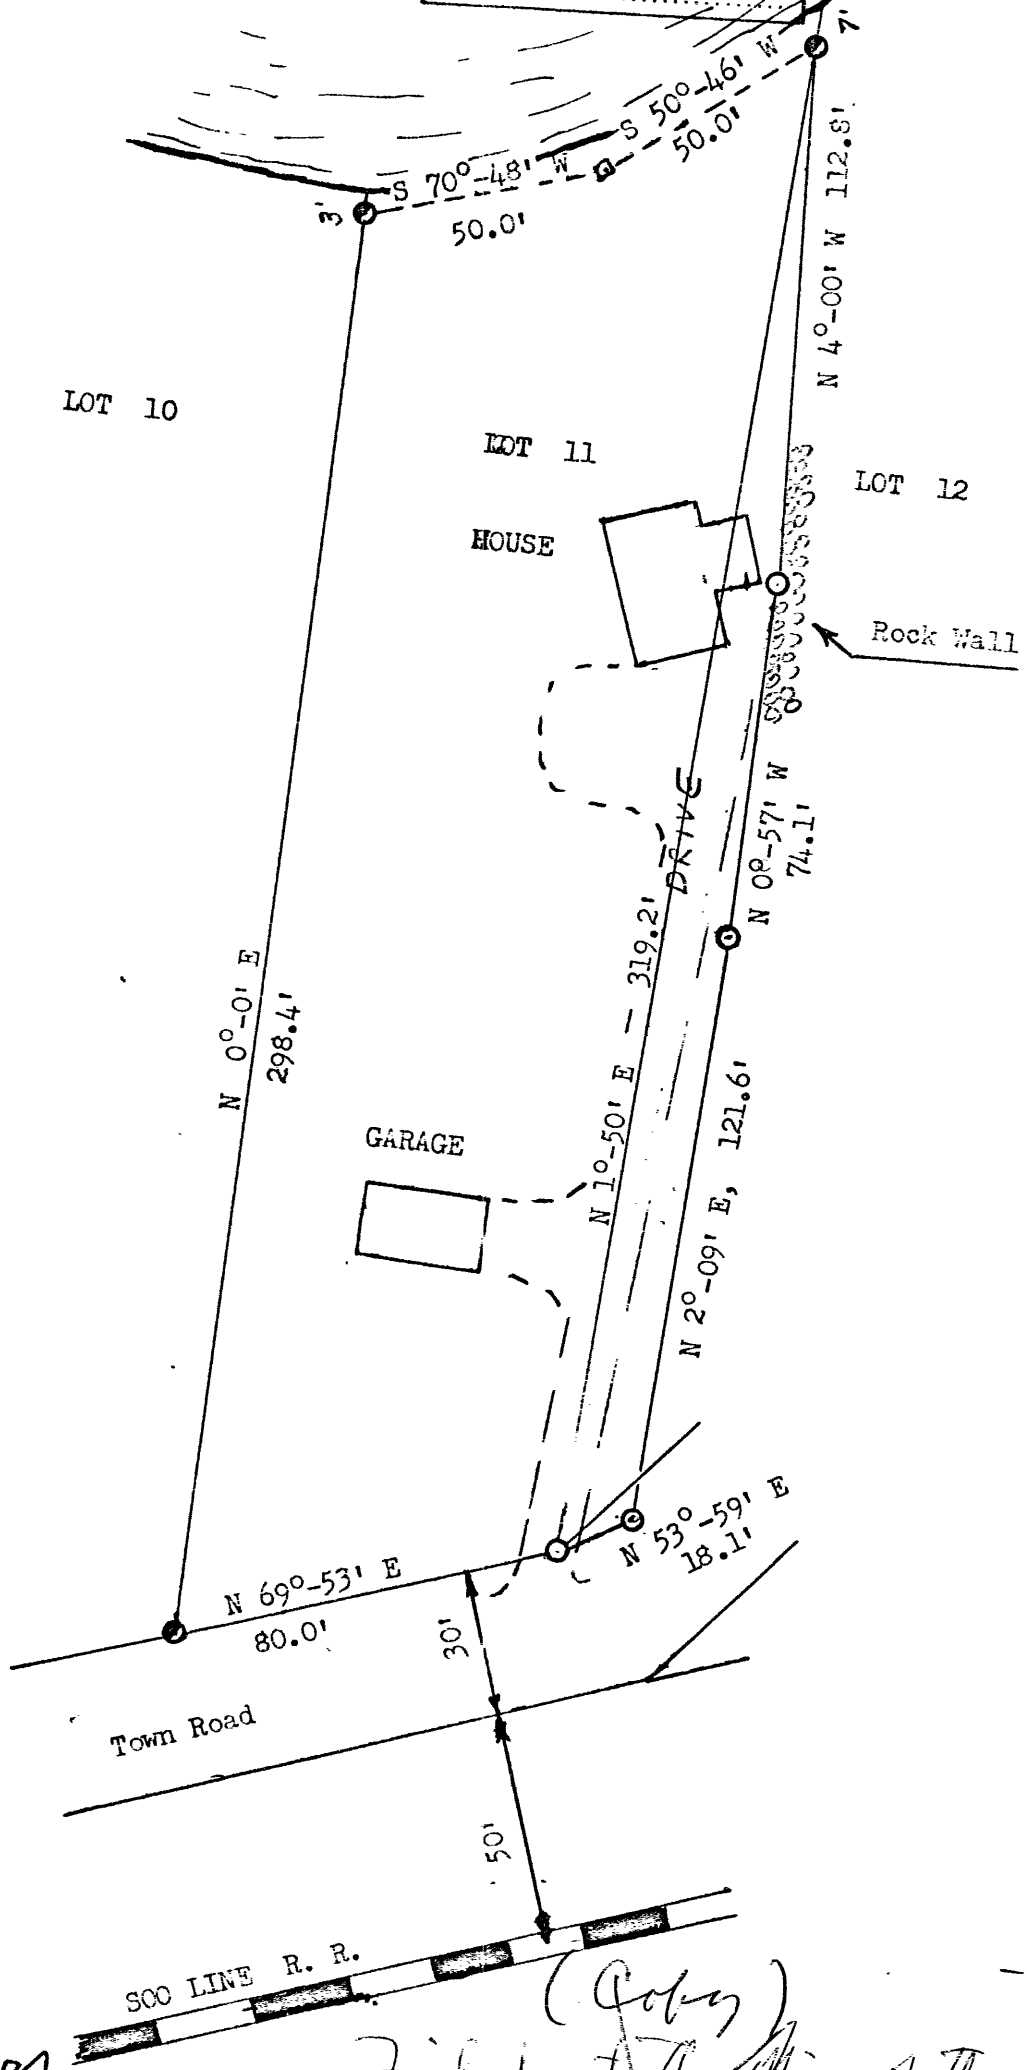 7'
S 50°-46' W
50.0'
S 70°-48' W
50.0'
3'
N 4°-00' W 112.8'
LOT 10
LOT 11
LOT 12
HOUSE
Rock Wall
DRIVE
N 0°-57' W
74.1'
N 1°-50' E - 319.2'
N 0°-0' E
298.4'
N 2°-09' E, 121.6'
GARAGE
N 53°-59' E
18.1'
N 69°-53' E
80.0'
30'
Town Road
50'
SOO LINE R. R.
(Copy)